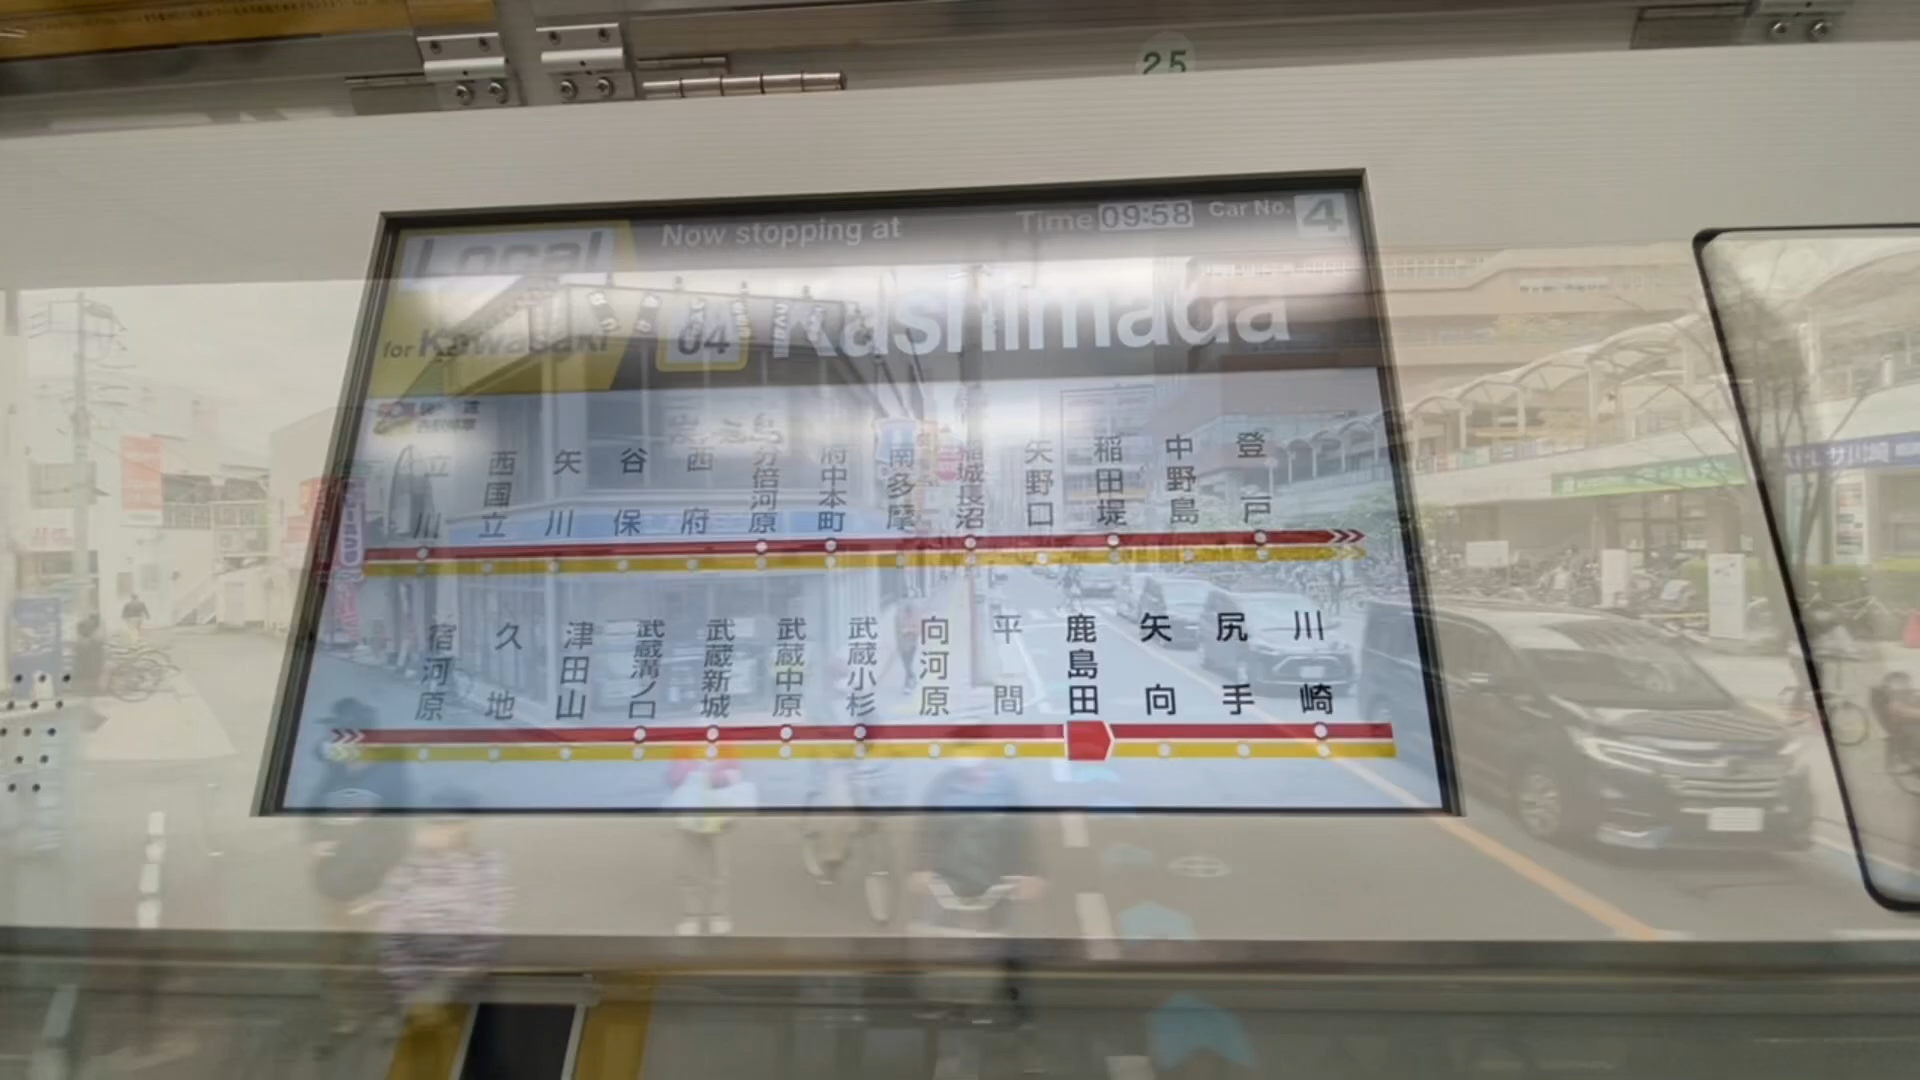 25
Local
Now stopping at
Time 09:58 Car No. 4
for Kawasaki
04
Kashimada
立川 西国立 矢川 谷保 西府 分倍河原 府中本町 南多摩 稲城長沼 矢野口 稲田堤 中野島 登戸
宿河原 久地 津田山 武蔵溝ノ口 武蔵新城 武蔵中原 武蔵小杉 向河原 平間 鹿島田 矢向 尻手 川崎